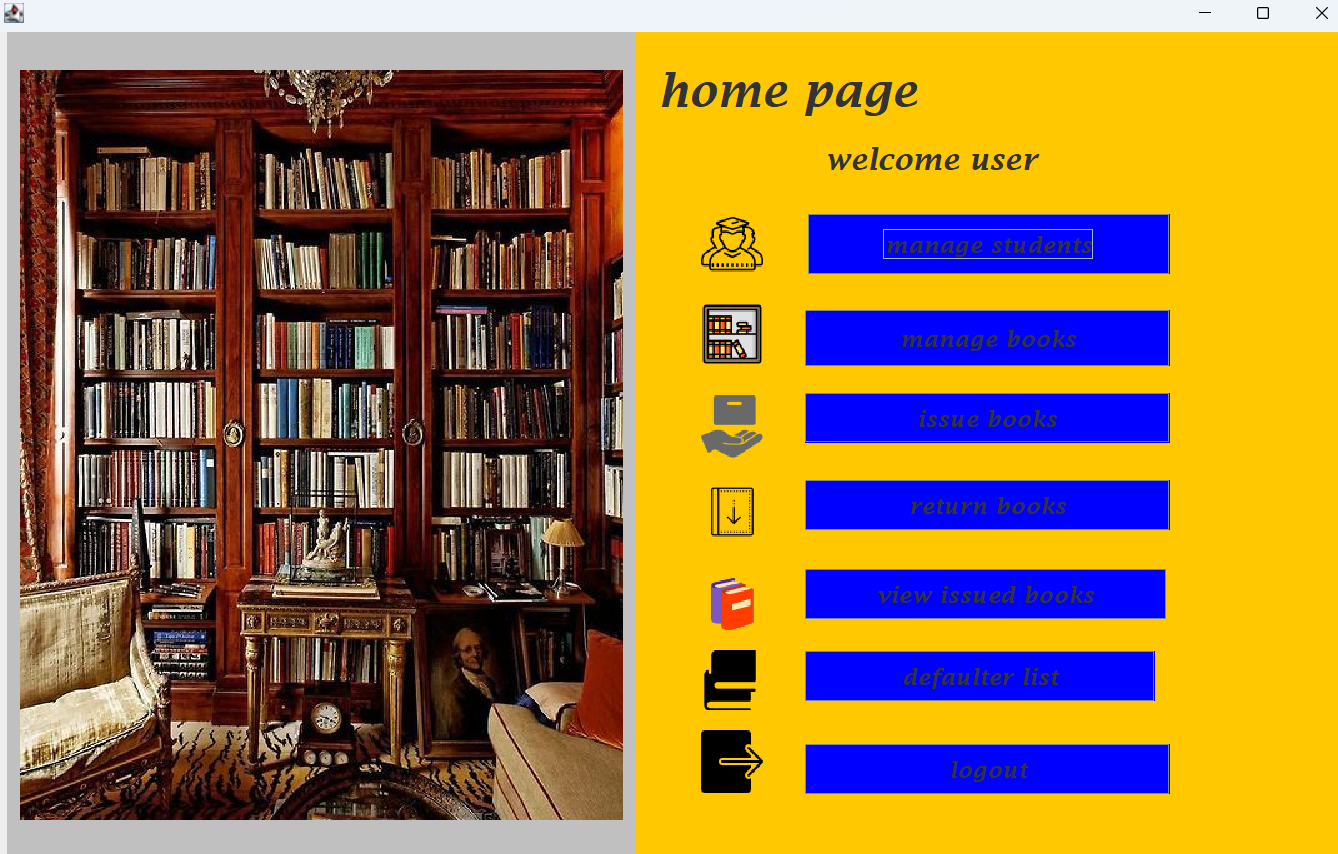 home page
welcome user
manage students
manage books
issue books
return books
view issued books
defaulter list
logout